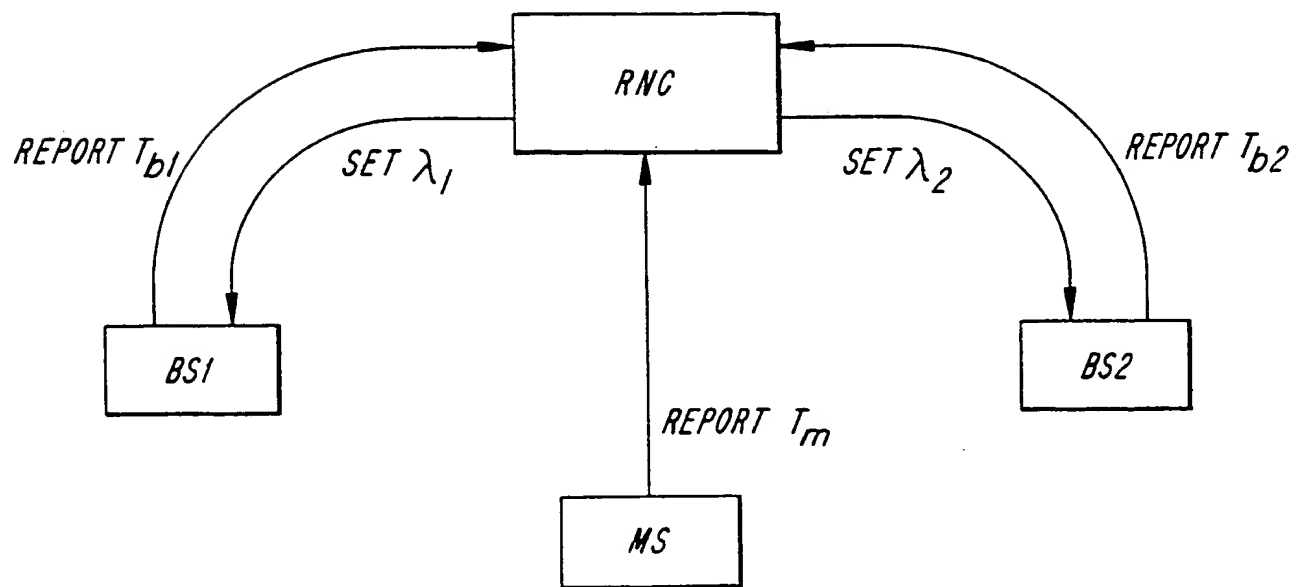 RNC
REPORT T_b1
SET λ_1
SET λ_2
REPORT T_b2
BS1
BS2
REPORT T_m
MS